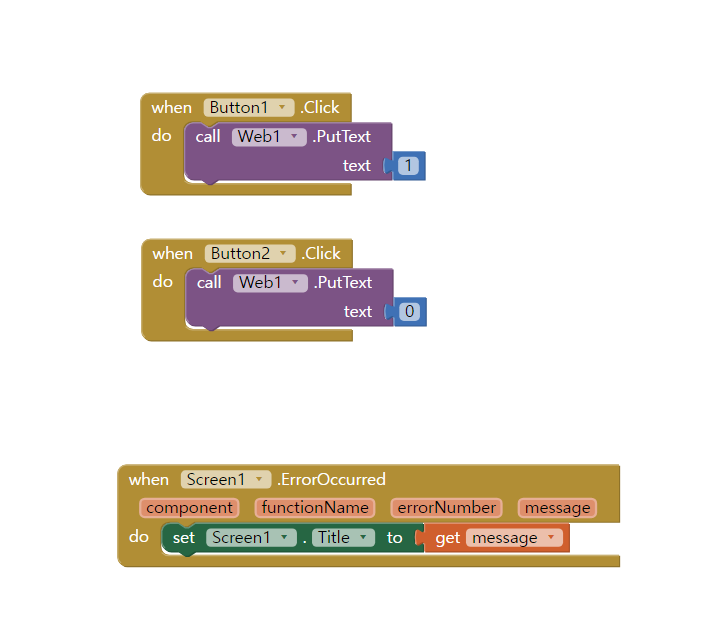 when Button1 .Click
do call Web1 .PutText
text 1
when Button2 .Click
do call Web1 .PutText
text 0
when Screen1 .ErrorOccurred
component functionName errorNumber message
do set Screen1 . Title to get message